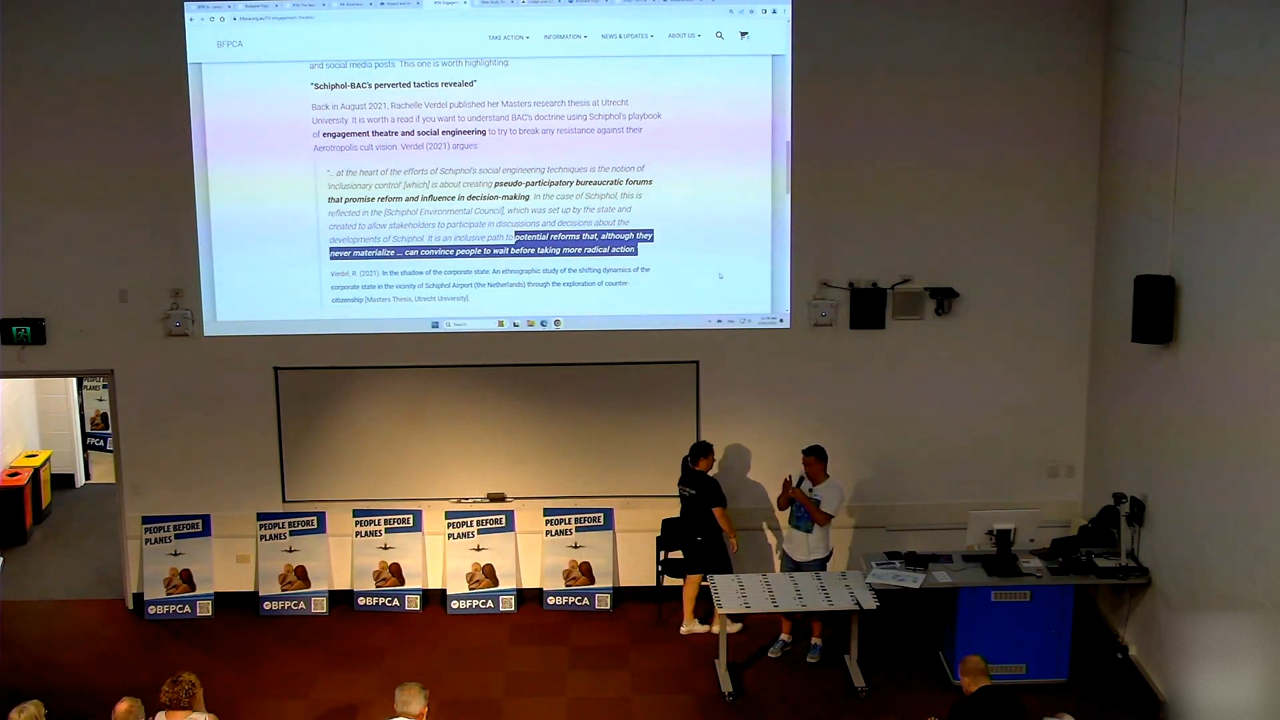 BFPCA
TAKE ACTION
INFORMATION
NEWS & UPDATES
ABOUT US
and social media posts. This one is worth highlighting:
"Schiphol-BAC's perverted tactics revealed"
Back in August 2021, Rachelle Verdel published her Masters research thesis at Utrecht
University. It is worth a read if you want to understand BAC's doctrine using Schiphol's playbook
of engagement theatre and social engineering to try to break any resistance against their
Aerotropolis cult vision. Verdel (2021) argues:
"... at the heart of the efforts of Schiphol's social engineering techniques is the notion of
'inclusionary control' [which] is about creating pseudo-participatory bureaucratic forums
that promise reform and influence in decision-making. In the case of Schiphol, this is
reflected in the [Schiphol Environmental Council], which was set up by the state and
created to allow stakeholders to participate in discussions and decisions about the
developments of Schiphol. It is an inclusive path to potential reforms that, although they
never materialize ... can convince people to wait before taking more radical action.
Verdel, R. (2021). In the shadow of the corporate state: An ethnographic study of the shifting dynamics of the
corporate state in the vicinity of Schiphol Airport (the Netherlands) through the exploration of counter-
citizenship [Masters Thesis, Utrecht University].
Search
PEOPLE BEFORE
PLANES
FPCA
PEOPLE BEFORE
PLANES
BFPCA
PEOPLE BEFORE
PLANES
BFPCA
PEOPLE BEFORE
PLANES
BFPCA
PEOPLE BEFORE
PLANES
BFPCA
PEOPLE BEFORE
PLANES
BFPCA